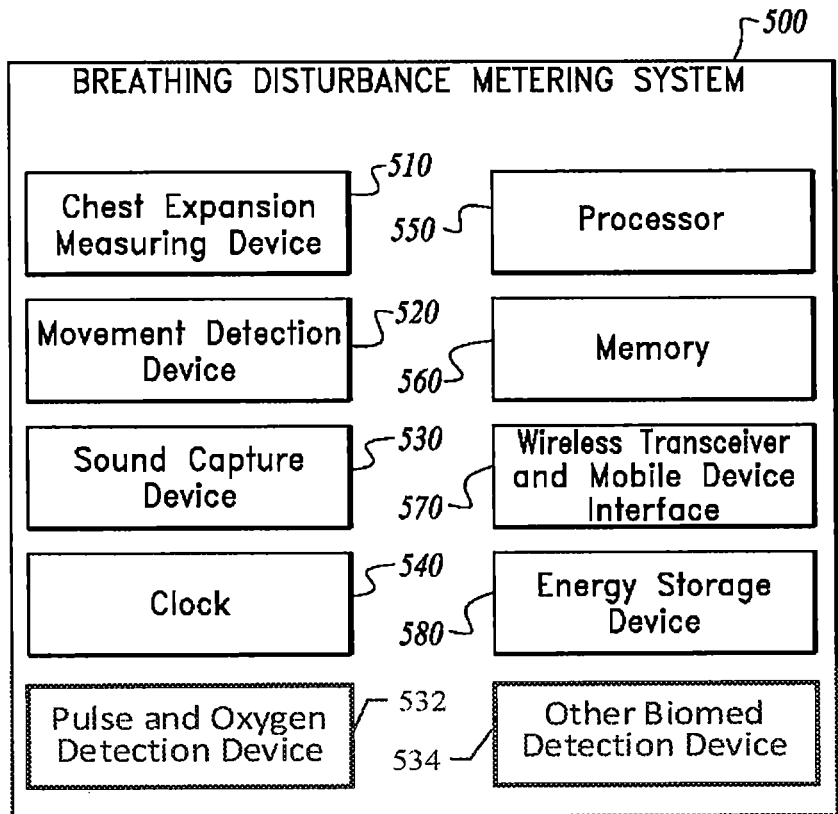 500
BREATHING DISTURBANCE METERING SYSTEM
510
Chest Expansion
Measuring Device
550
Processor
520
Movement Detection
Device
560
Memory
530
Sound Capture
Device
570
Wireless Transceiver
and Mobile Device
Interface
540
Clock
580
Energy Storage
Device
532
Pulse and Oxygen
Detection Device
534
Other Biomed
Detection Device